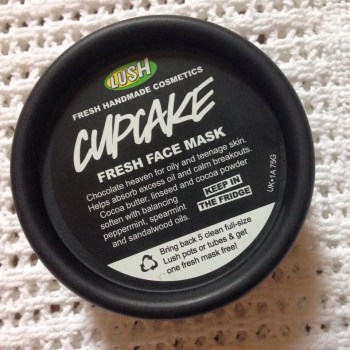 LUSH
FRESH HANDMADE COSMETICS
CUPCAKE
FRESH FACE MASK
Chocolate heaven for oily and teenage skin.
Helps absorb excess oil and calm breakouts.
Cocoa butter, linseed and cocoa powder
soften with balancing
peppermint, spearmint
and sandalwood oils.
KEEP IN
THE FRIDGE
UK•1A 75G
Bring back 5 clean full-size
Lush pots or tubes & get
one fresh mask free!